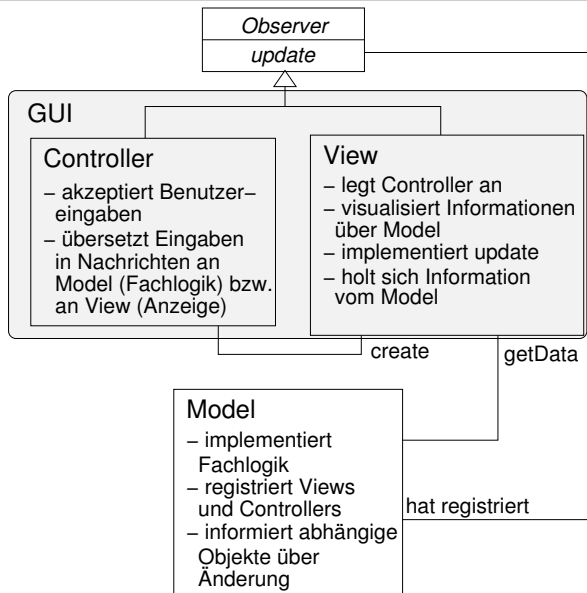 Observer
update
GUI
Controller
– akzeptiert Benutzer–
eingaben
– übersetzt Eingaben
in Nachrichten an
Model (Fachlogik) bzw.
an View (Anzeige)
View
– legt Controller an
– visualisiert Informationen
über Model
– implementiert update
– holt sich Information
vom Model
create
getData
Model
– implementiert
Fachlogik
– registriert Views
und Controllers
– informiert abhängige
Objekte über
Änderung
hat registriert